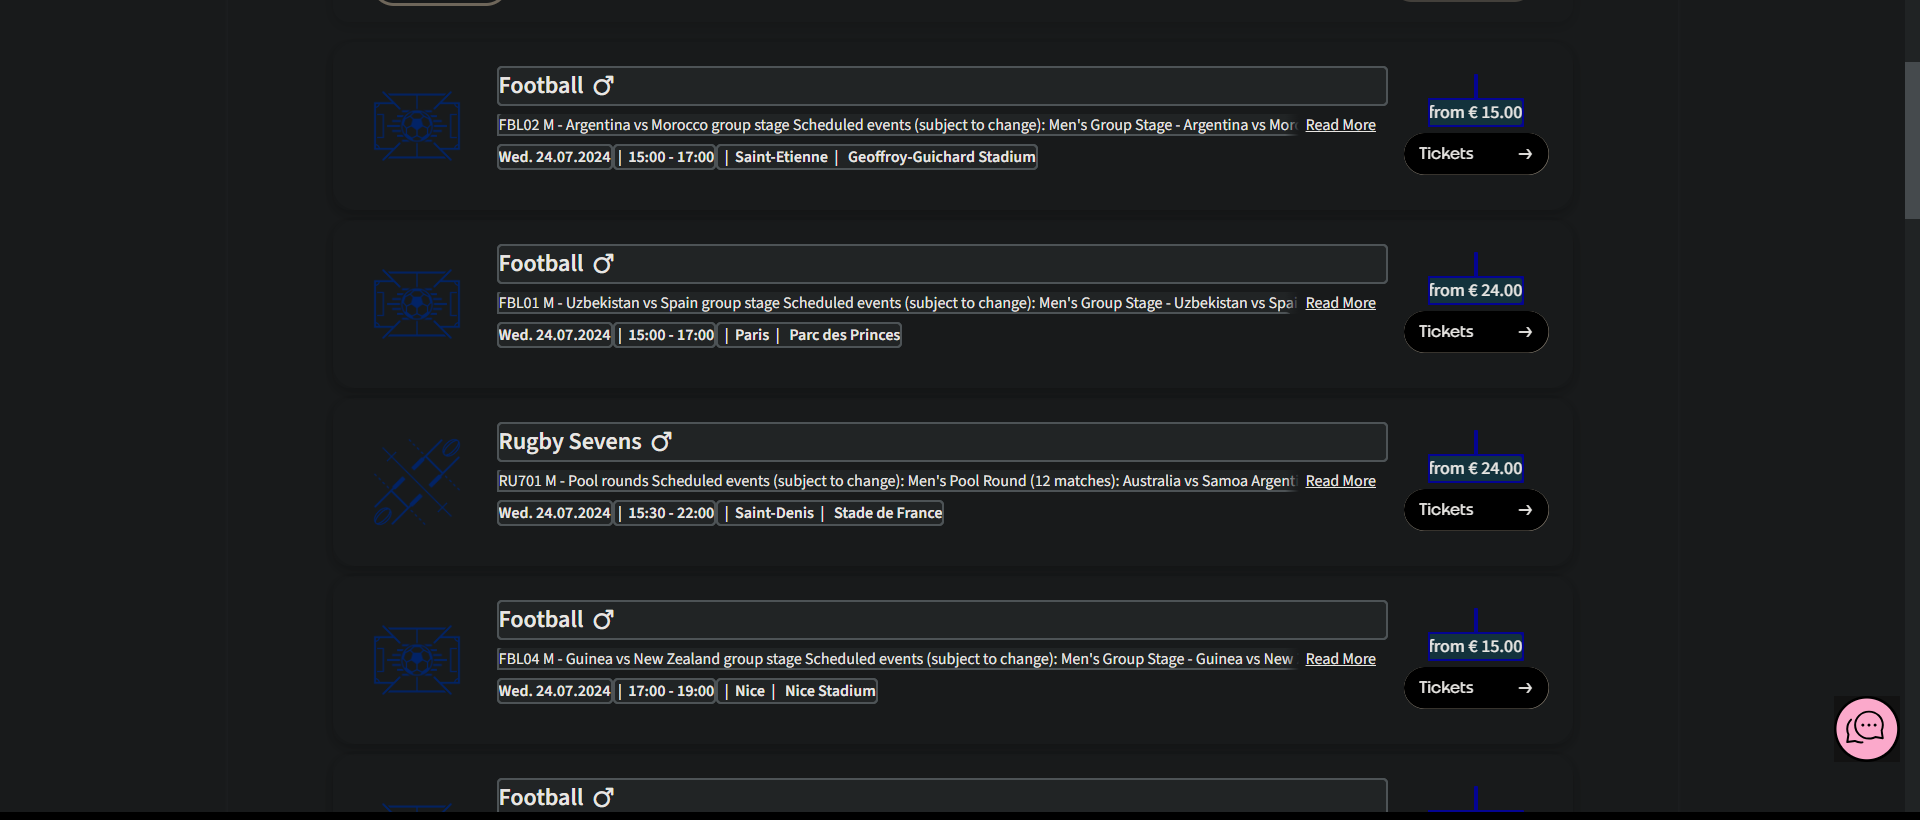 Football ♂
FBL02 M - Argentina vs Morocco group stage Scheduled events (subject to change): Men's Group Stage - Argentina vs Mor
Read More
Wed. 24.07.2024 | 15:00 - 17:00 | Saint-Etienne | Geoffroy-Guichard Stadium
from € 15.00
Tickets →
Football ♂
FBL01 M - Uzbekistan vs Spain group stage Scheduled events (subject to change): Men's Group Stage - Uzbekistan vs Spai
Read More
Wed. 24.07.2024 | 15:00 - 17:00 | Paris | Parc des Princes
from € 24.00
Tickets →
Rugby Sevens ♂
RU701 M - Pool rounds Scheduled events (subject to change): Men's Pool Round (12 matches): Australia vs Samoa Argent
Read More
Wed. 24.07.2024 | 15:30 - 22:00 | Saint-Denis | Stade de France
from € 24.00
Tickets →
Football ♂
FBL04 M - Guinea vs New Zealand group stage Scheduled events (subject to change): Men's Group Stage - Guinea vs New
Read More
Wed. 24.07.2024 | 17:00 - 19:00 | Nice | Nice Stadium
from € 15.00
Tickets →
Football ♂